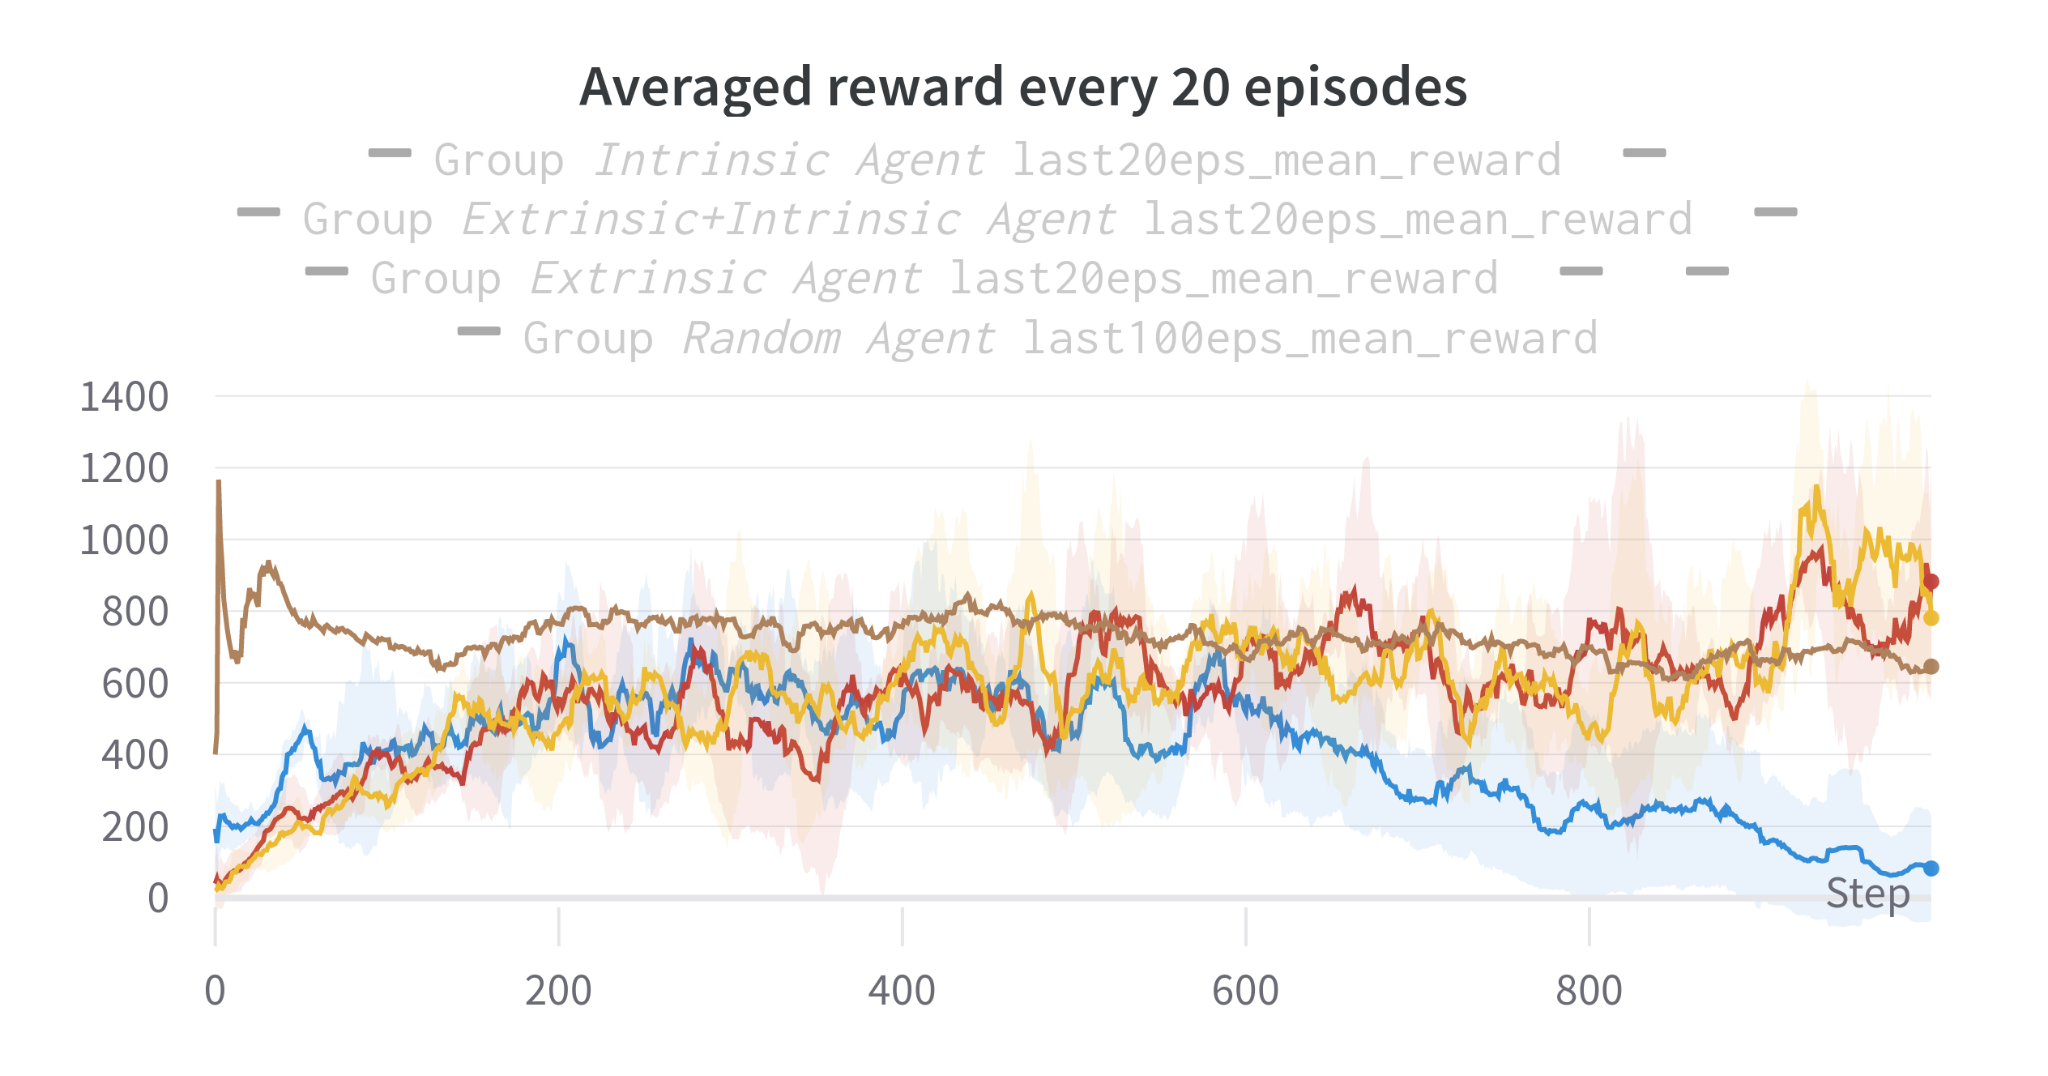 Averaged reward every 20 episodes
Group Intrinsic Agent last20eps_mean_reward
Group Extrinsic+Intrinsic Agent last20eps_mean_reward
Group Extrinsic Agent last20eps_mean_reward
Group Random Agent last100eps_mean_reward
1400
1200
1000
800
600
400
200
0
Step
0 200 400 600 800